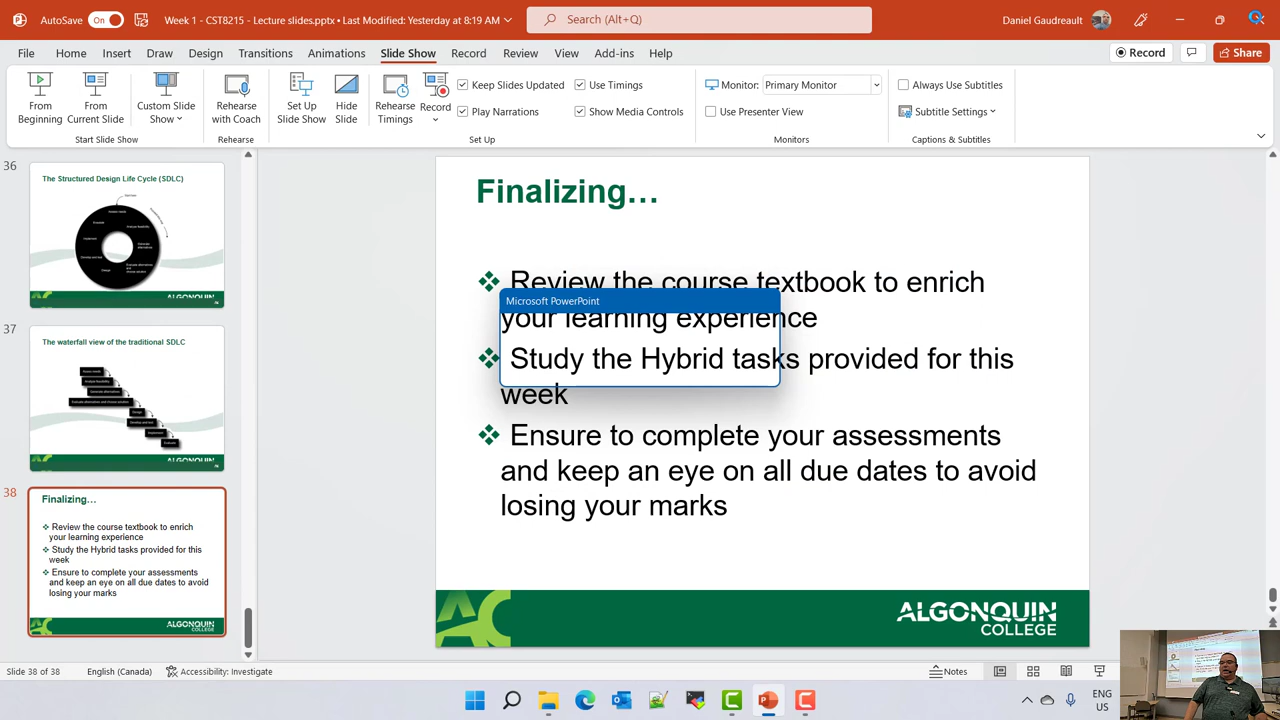 AutoSave
On
Week 1 - CST8215 - Lecture slides.pptx • Last Modified: Yesterday at 8:19 AM
Search (Alt+Q)
Daniel Gaudreault
File
Home
Insert
Draw
Design
Transitions
Animations
Slide Show
Record
Review
View
Add-ins
Help
Record
Share
From
Beginning
From
Current Slide
Custom Slide
Show
Rehearse
with Coach
Set Up
Slide Show
Hide
Slide
Rehearse
Timings
Record
Keep Slides Updated
Use Timings
Play Narrations
Show Media Controls
Monitor:
Primary Monitor
Use Presenter View
Always Use Subtitles
Subtitle Settings
Start Slide Show
Rehearse
Set Up
Monitors
Captions & Subtitles
36
The Structured Design Life Cycle (SDLC)
ALGONQUIN
37
The waterfall view of the traditional SDLC
ALGONQUIN
38
Finalizing…
❖ Review the course textbook to enrich
your learning experience
❖ Study the Hybrid tasks provided for this
week
❖ Ensure to complete your assessments
and keep an eye on all due dates to avoid
losing your marks
ALGONQUIN
Finalizing…
❖ Review the course textbook to enrich
Microsoft PowerPoint
your learning experience
❖ Study the Hybrid tasks provided for this
week
❖ Ensure to complete your assessments
and keep an eye on all due dates to avoid
losing your marks
AC
ALGONQUIN
COLLEGE
Slide 38 of 38
English (Canada)
Accessibility: Investigate
Notes
ENG
US